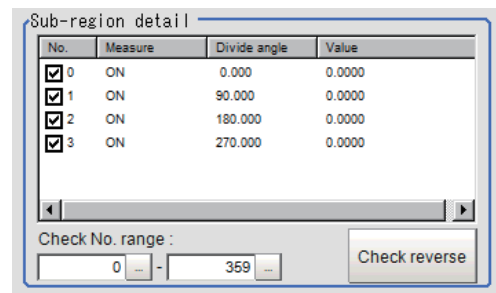 Sub-region detail
No. Measure Divide angle Value
0 ON 0.000 0.0000
1 ON 90.000 0.0000
2 ON 180.000 0.0000
3 ON 270.000 0.0000
Check No. range :
0 ... - 359 ... Check reverse